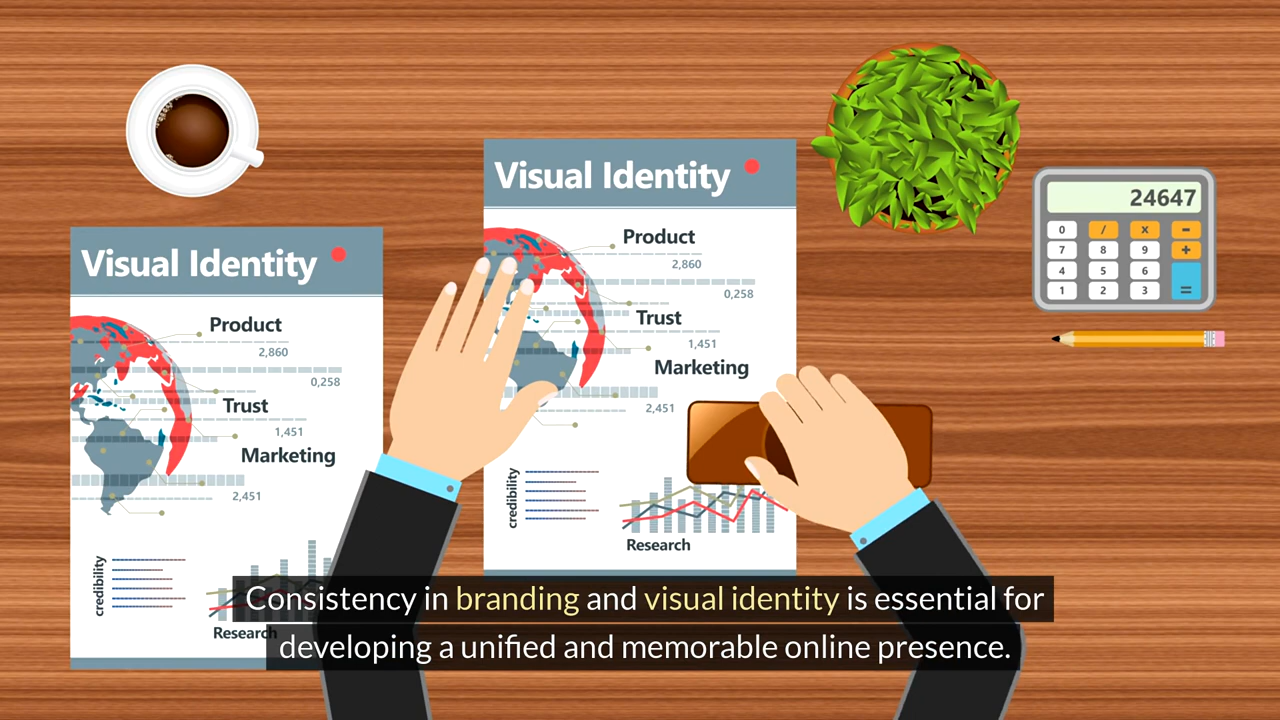 Visual Identity
Product
2,860
0,258
Trust
1,451
Marketing
2,451
credibility
Research
Visual Identity
Product
2,860
0,258
Trust
1,451
Marketing
2,451
credibility
Research
24647
0 / x -
7 8 9 +
4 5 6
1 2 3 =
Consistency in branding and visual identity is essential for
developing a unified and memorable online presence.